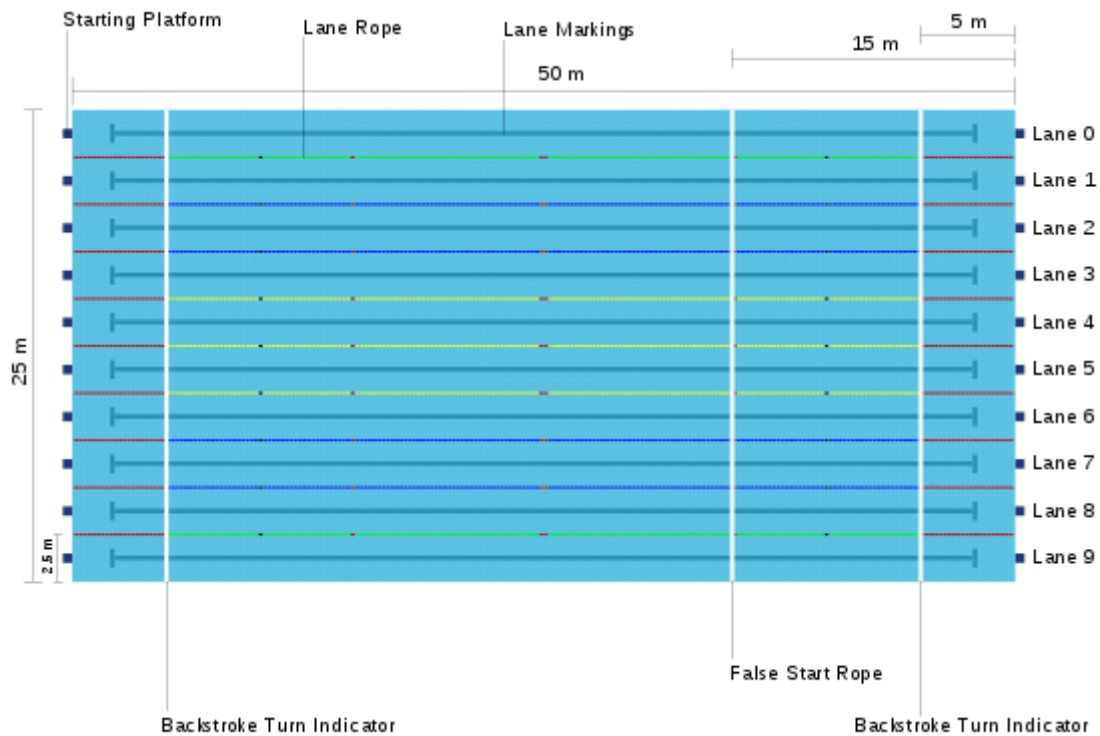 Starting Platform
Lane Rope
Lane Markings
5 m
15 m
50 m
Lane 0
Lane 1
Lane 2
Lane 3
Lane 4
25 m
Lane 5
Lane 6
Lane 7
Lane 8
2.5 m
Lane 9
False Start Rope
Backstroke Turn Indicator
Backstroke Turn Indicator